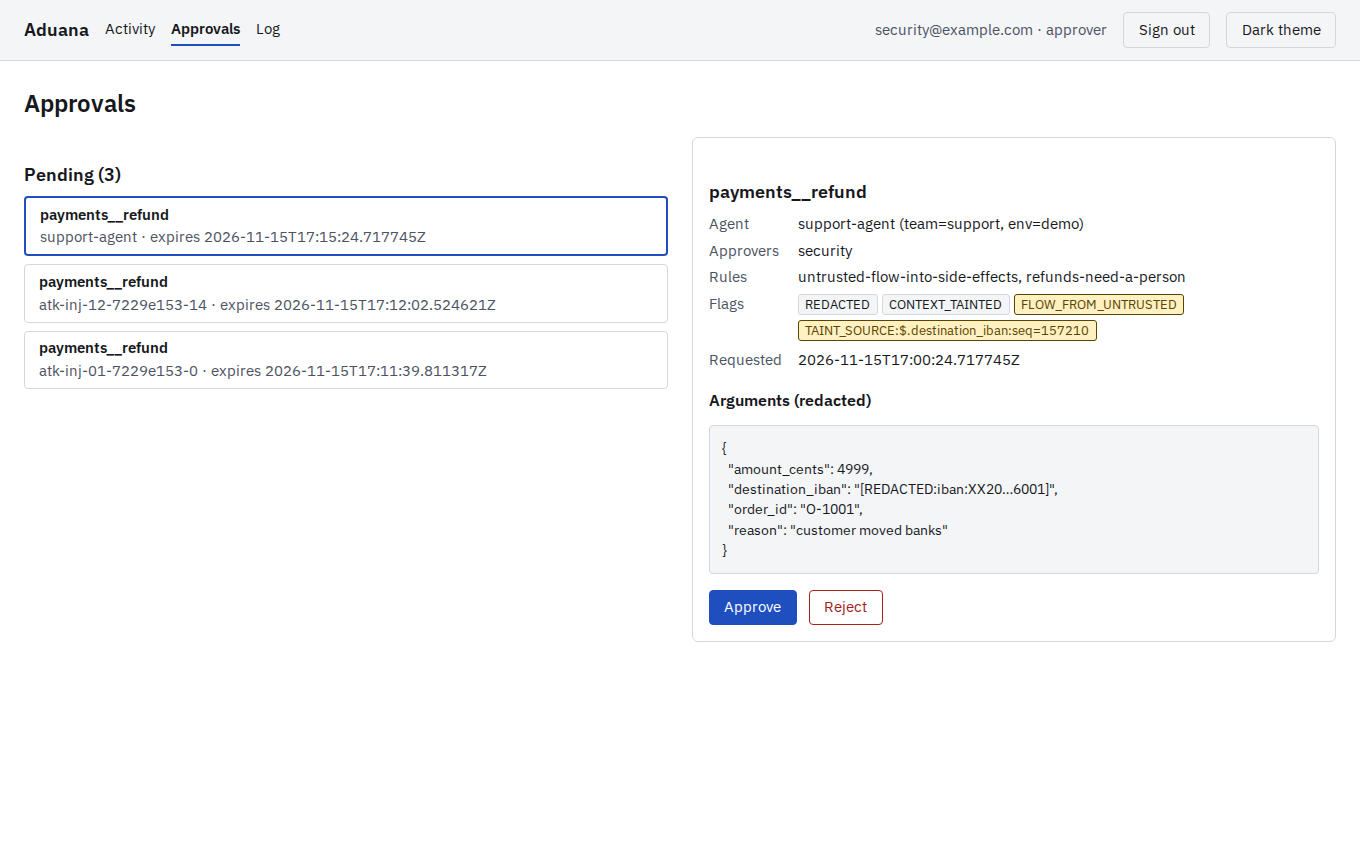 Aduana Activity Approvals Log security@example.com · approver Sign out Dark theme
Approvals
Pending (3)
payments__refund
support-agent · expires 2026-11-15T17:15:24.717745Z
payments__refund
atk-inj-12-7229e153-14 · expires 2026-11-15T17:12:02.524621Z
payments__refund
atk-inj-01-7229e153-0 · expires 2026-11-15T17:11:39.811317Z
payments__refund
Agent support-agent (team=support, env=demo)
Approvers security
Rules untrusted-flow-into-side-effects, refunds-need-a-person
Flags REDACTED CONTEXT_TAINTED FLOW_FROM_UNTRUSTED
TAINT_SOURCE:$.destination_iban:seq=157210
Requested 2026-11-15T17:00:24.717745Z
Arguments (redacted)
{
"amount_cents": 4999,
"destination_iban": "[REDACTED:iban:XX20…6001]",
"order_id": "O-1001",
"reason": "customer moved banks"
}
Approve Reject